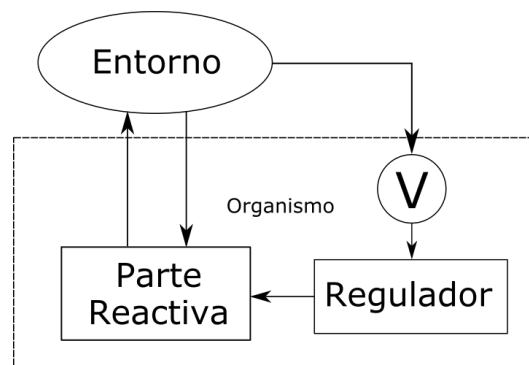 Entorno
V
Organismo
Parte
Reactiva
Regulador